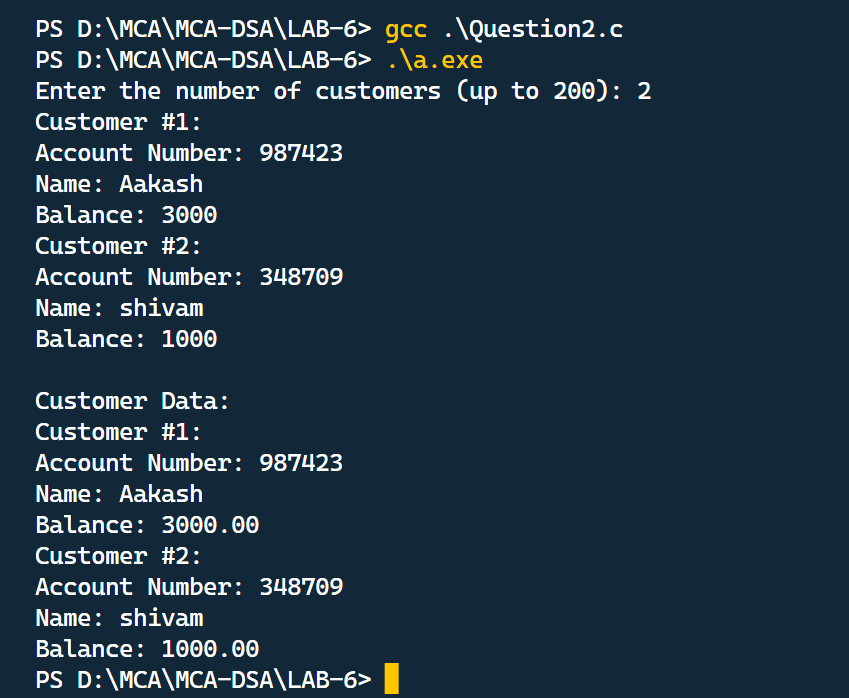 PS D:\MCA\MCA-DSA\LAB-6> gcc .\Question2.c
PS D:\MCA\MCA-DSA\LAB-6> .\a.exe
Enter the number of customers (up to 200): 2
Customer #1:
Account Number: 987423
Name: Aakash
Balance: 3000
Customer #2:
Account Number: 348709
Name: shivam
Balance: 1000

Customer Data:
Customer #1:
Account Number: 987423
Name: Aakash
Balance: 3000.00
Customer #2:
Account Number: 348709
Name: shivam
Balance: 1000.00
PS D:\MCA\MCA-DSA\LAB-6>